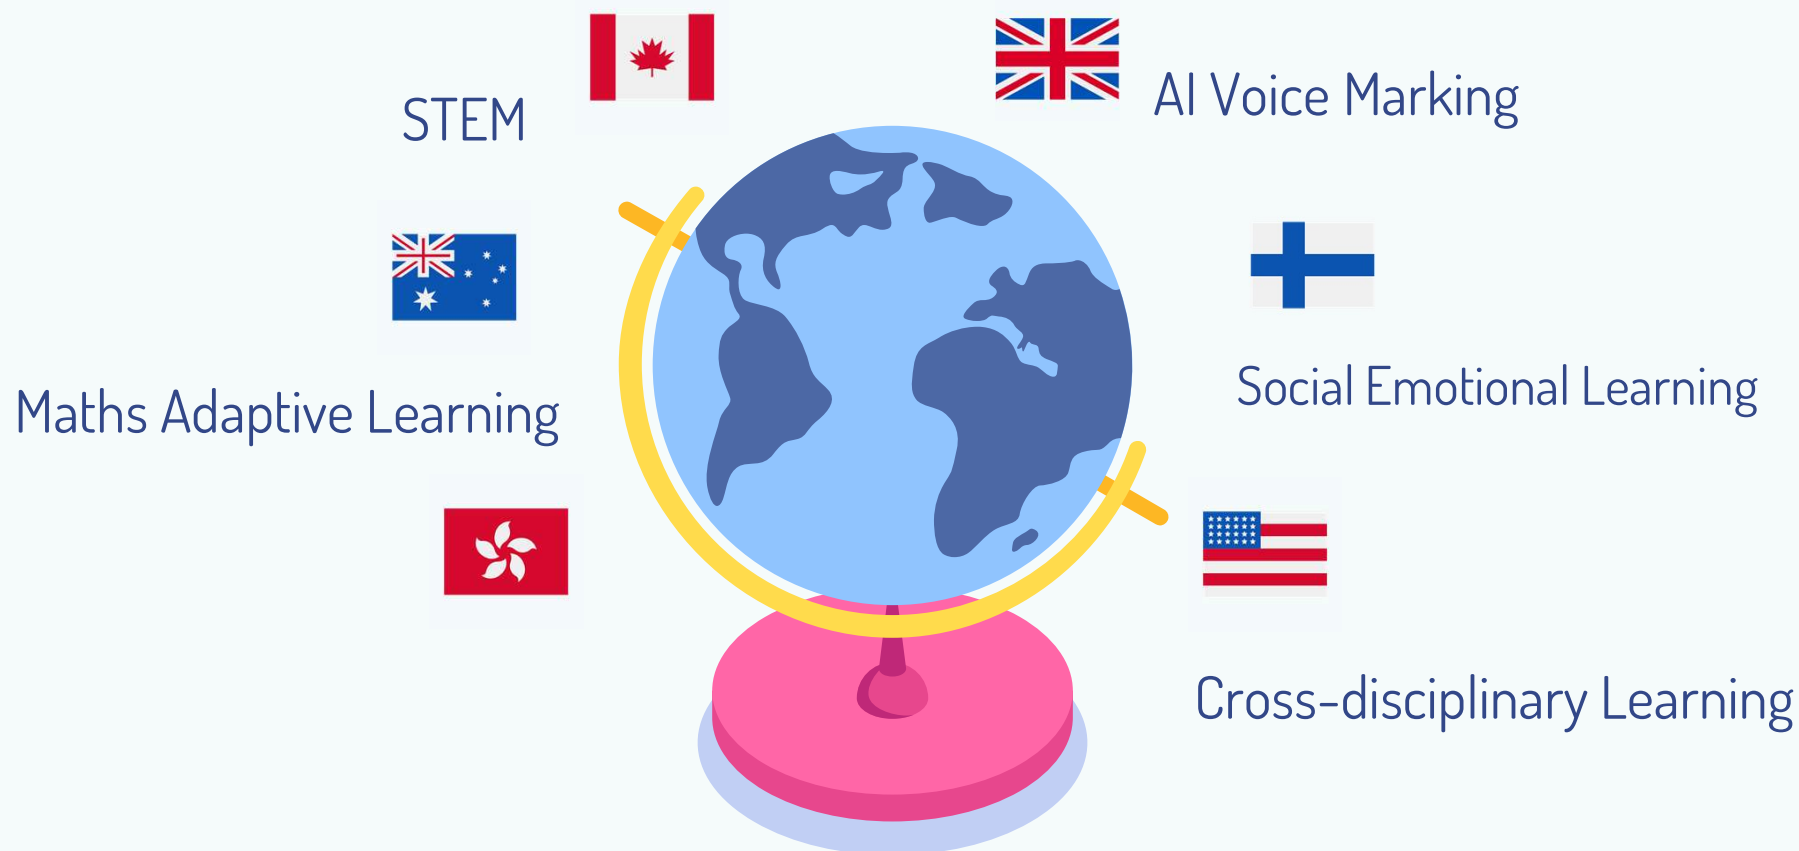 STEM
AI Voice Marking
Maths Adaptive Learning
Social Emotional Learning
Cross-disciplinary Learning